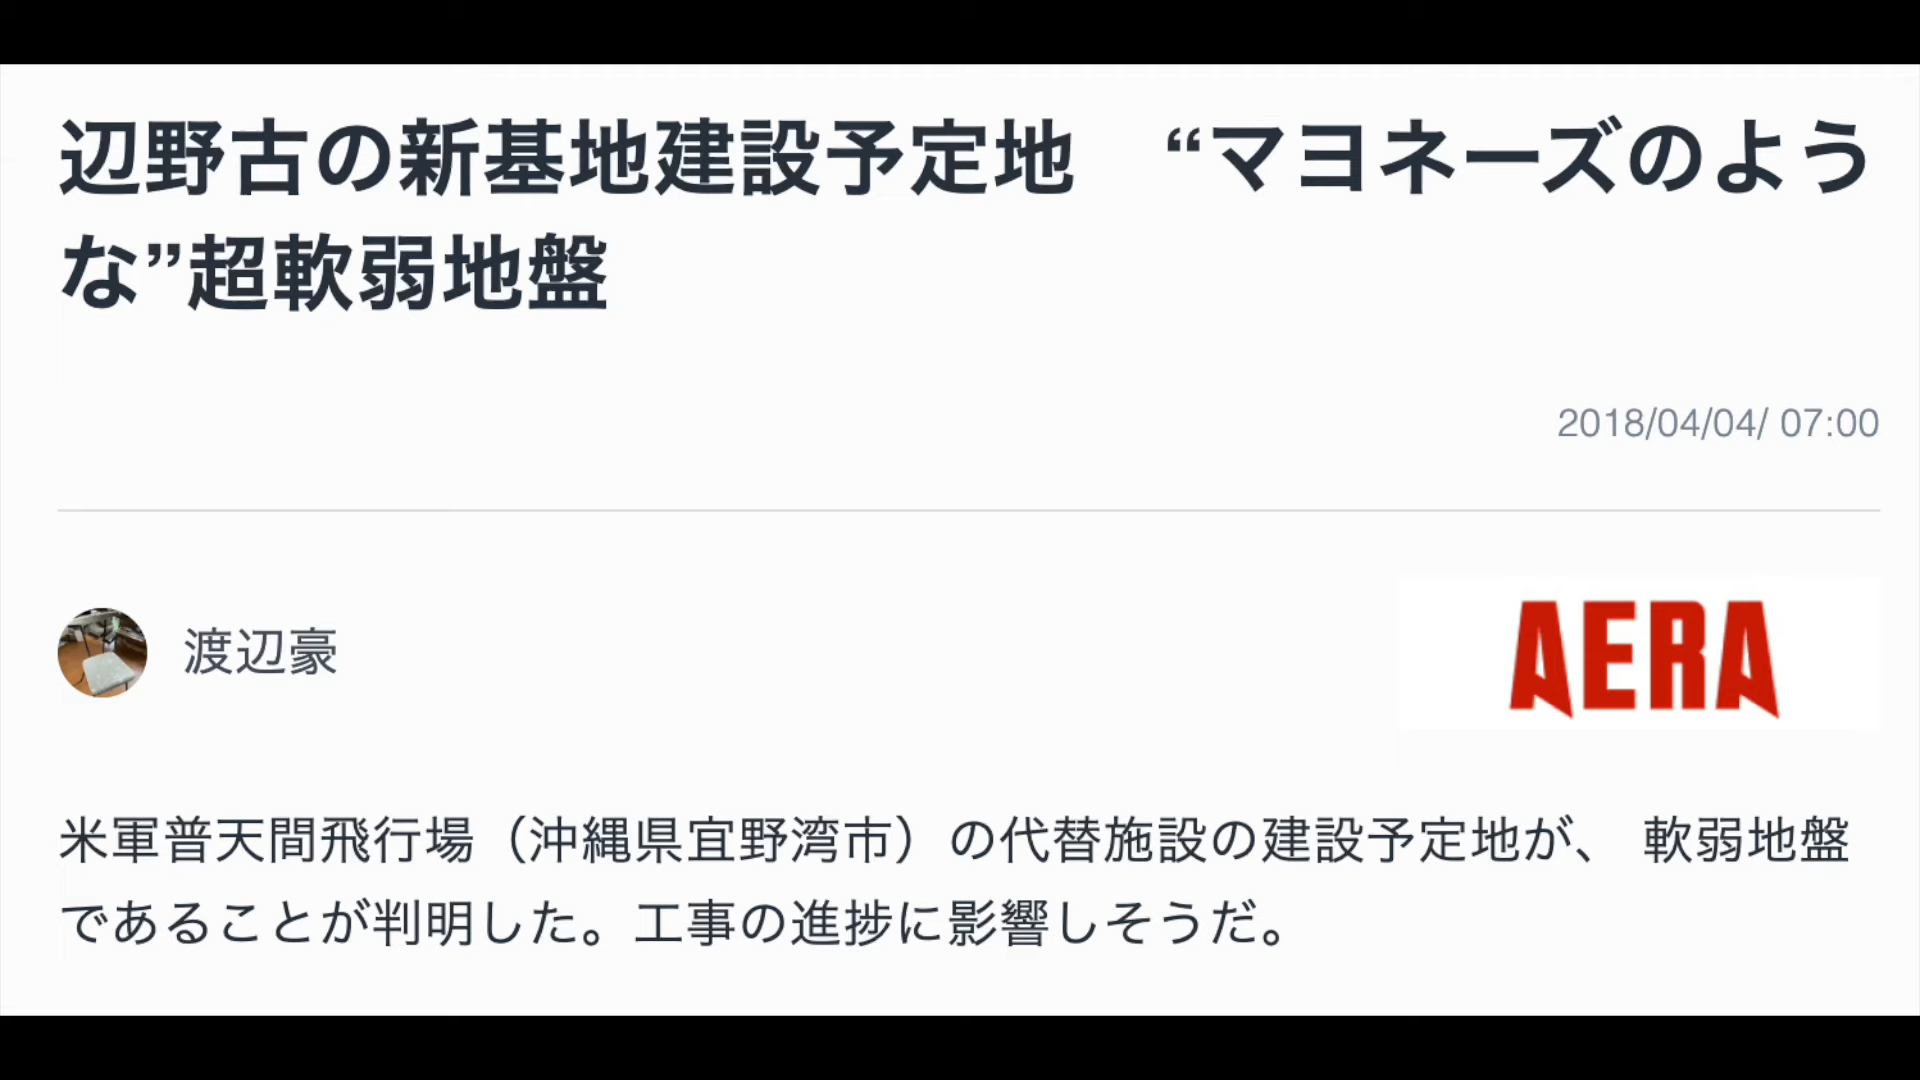 辺野古の新基地建設予定地　“マヨネーズのよう
な”超軟弱地盤
2018/04/04/ 07:00
渡辺豪
AERA
米軍普天間飛行場（沖縄県宜野湾市）の代替施設の建設予定地が、 軟弱地盤
であることが判明した。工事の進捗に影響しそうだ。